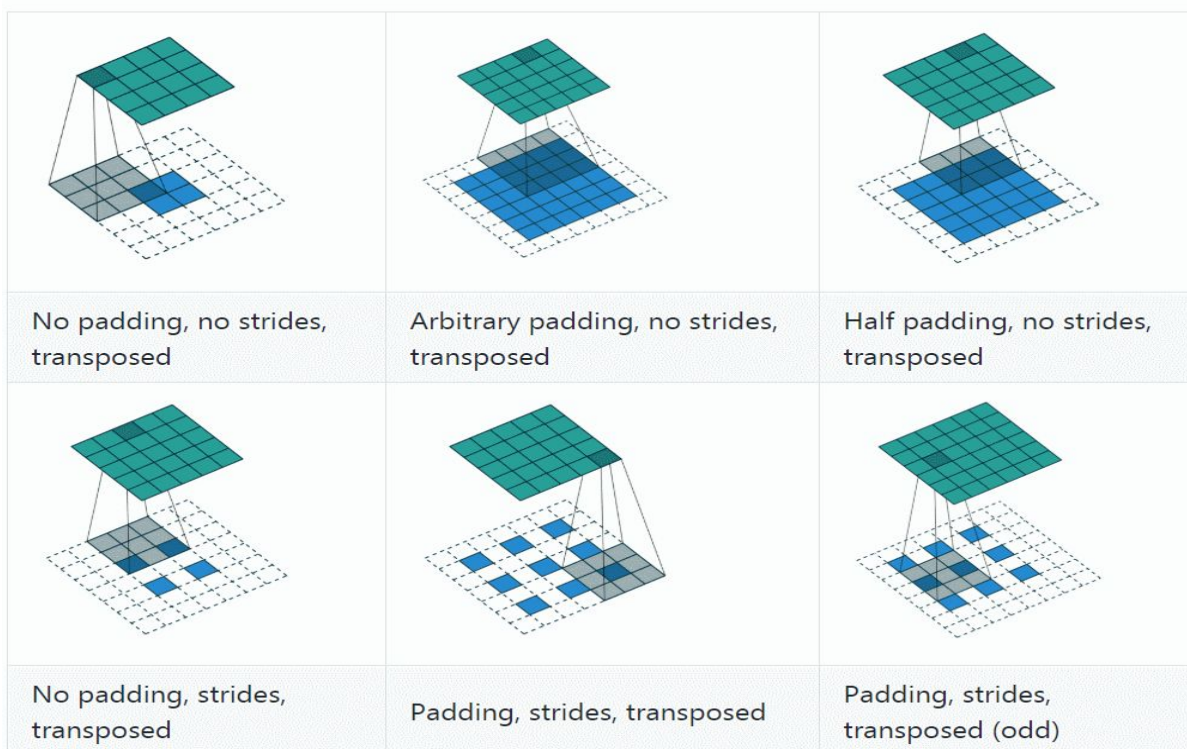 No padding, no strides,
transposed
Arbitrary padding, no strides,
transposed
Half padding, no strides,
transposed
No padding, strides,
transposed
Padding, strides, transposed
Padding, strides,
transposed (odd)